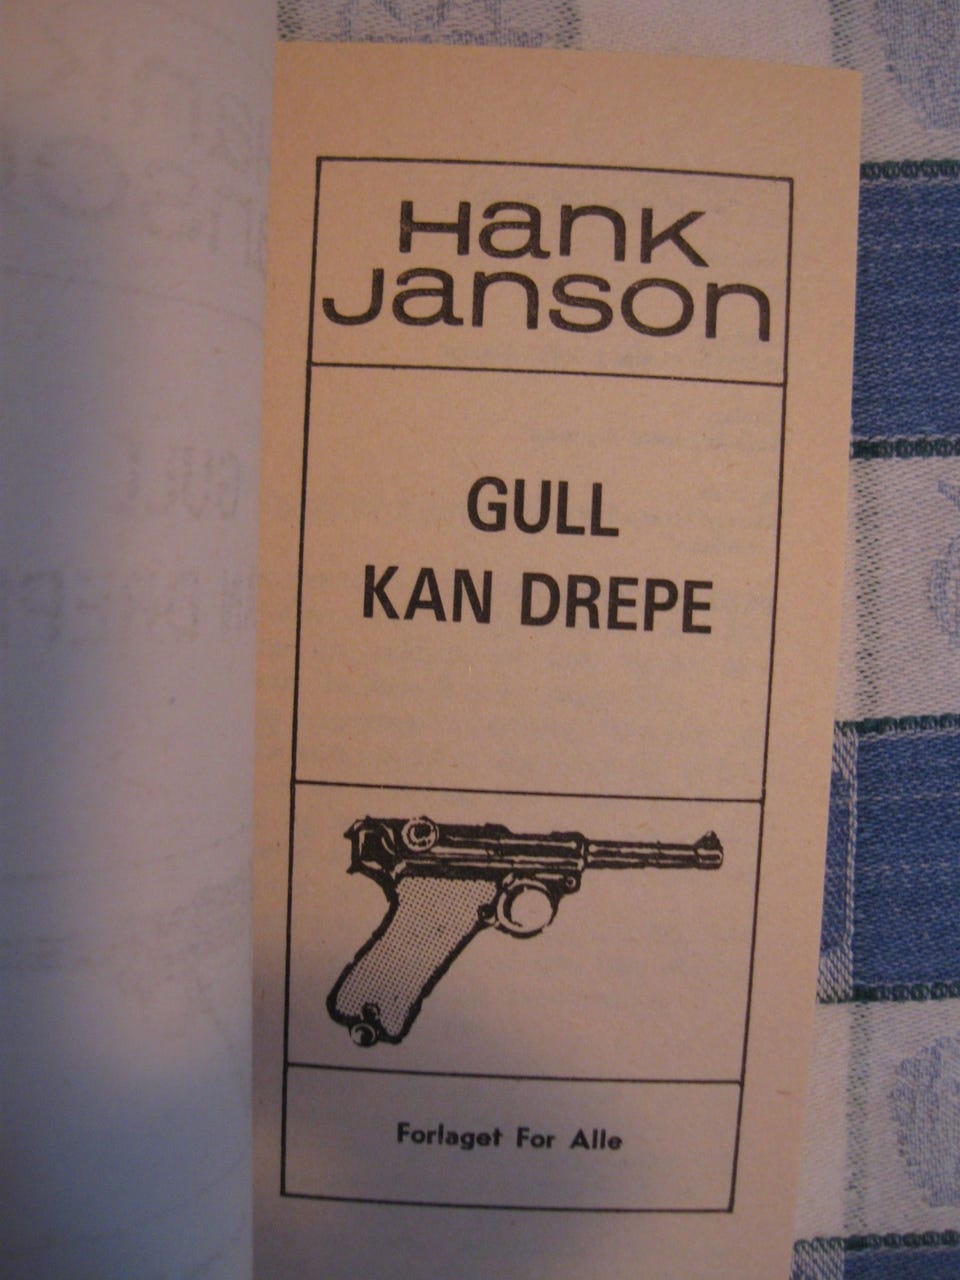 Hank
Janson
GULL
KAN DREPE
Forlaget For Alle